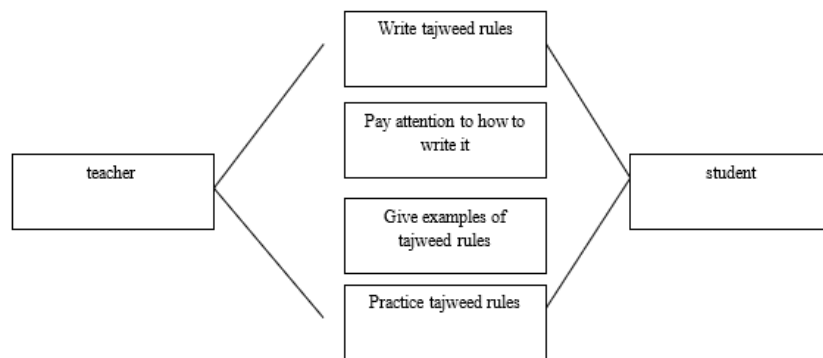 Write tajweed rules
Pay attention to how to
write it
teacher
student
Give examples of
tajweed rules
Practice tajweed rules